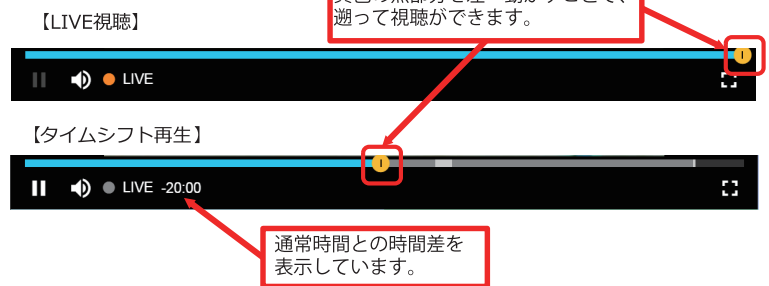 【LIVE視聴】
遡って視聴ができます。
LIVE
【タイムシフト再生】
LIVE -20:00
通常時間との時間差を
表示しています。